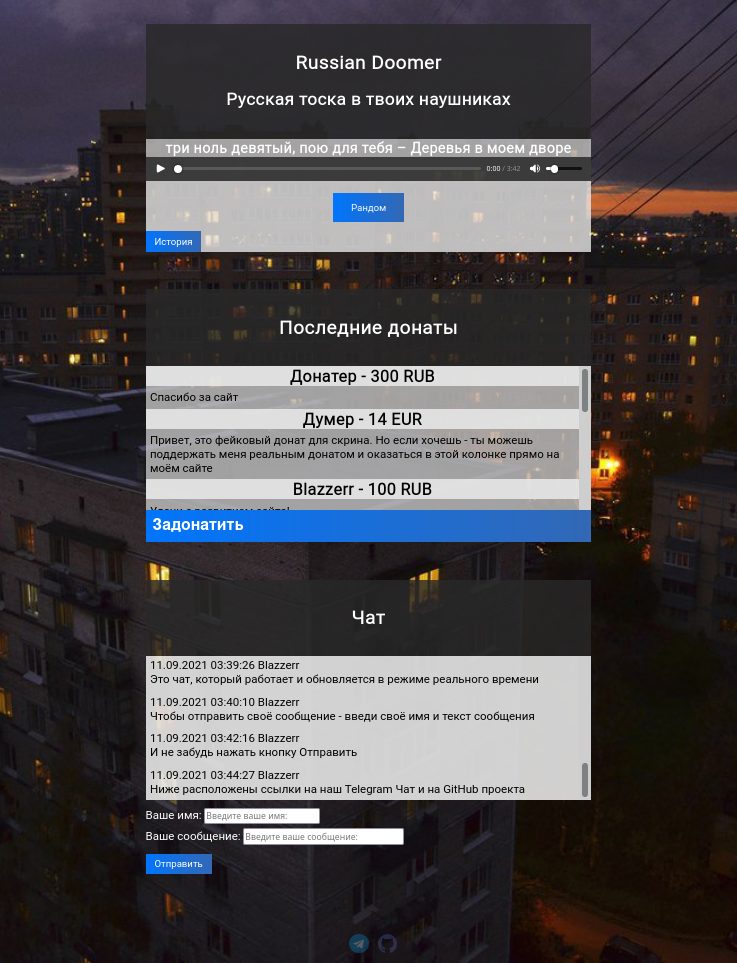 Russian Doomer
Русская тоска в твоих наушниках
три ноль девятый, пою для тебя – Деревья в моем дворе
0:00 / 3:42
Рандом
История
Последние донаты
Донатер - 300 RUB
Спасибо за сайт
Думер - 14 EUR
Привет, это фейковый донат для скрина. Но если хочешь - ты можешь
поддержать меня реальным донатом и оказаться в этой колонке прямо на
моём сайте
Blazzerr - 100 RUB
Задонатить
Чат
11.09.2021 03:39:26 Blazzerr
Это чат, который работает и обновляется в режиме реального времени
11.09.2021 03:40:10 Blazzerr
Чтобы отправить своё сообщение - введи своё имя и текст сообщения
11.09.2021 03:42:16 Blazzerr
И не забудь нажать кнопку Отправить
11.09.2021 03:44:27 Blazzerr
Ниже расположены ссылки на наш Telegram Чат и на GitHub проекта
Ваше имя: Введите ваше имя:
Ваше сообщение: Введите ваше сообщение:
Отправить